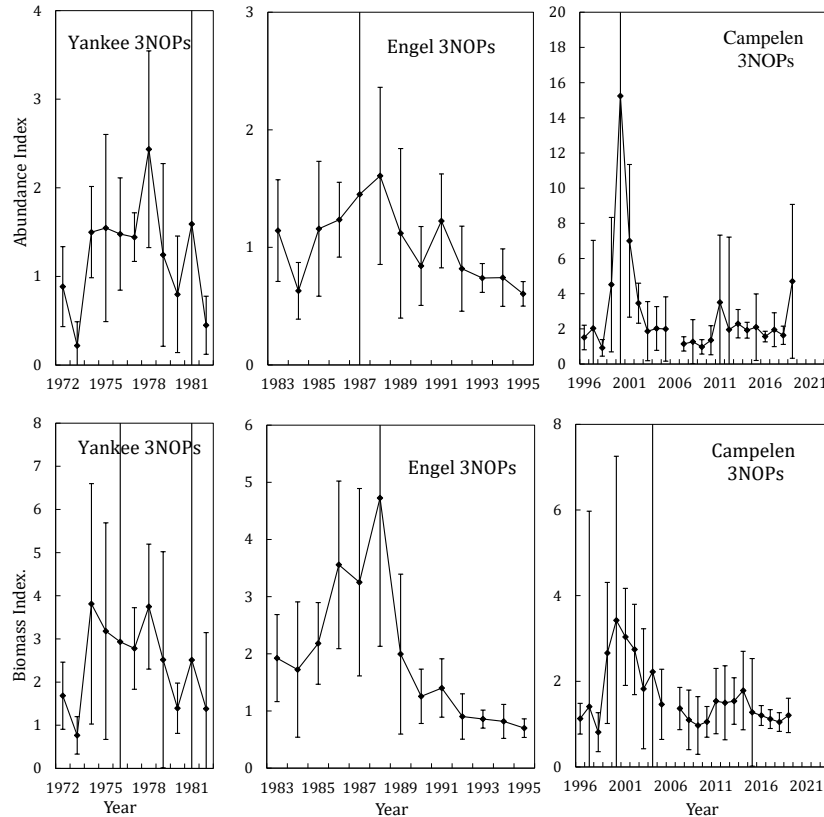 Yankee 3NOPs
Abundance Index
4
3
2
1
0
1972 1975 1978 1981
Engel 3NOPs
3
2
1
0
1983 1985 1987 1989 1991 1993 1995
Campelen
3NOPs
20
18
16
14
12
10
8
6
4
2
0
1996 2001 2006 2011 2016 2021
Yankee 3NOPs
Biomass Index.
8
7
6
5
4
3
2
1
0
1972 1975 1978 1981
Year
Engel 3NOPs
6
5
4
3
2
1
0
1983 1985 1987 1989 1991 1993 1995
Year
Campelen
3NOPs
8
6
4
2
0
1996 2001 2006 2011 2016 2021
Year